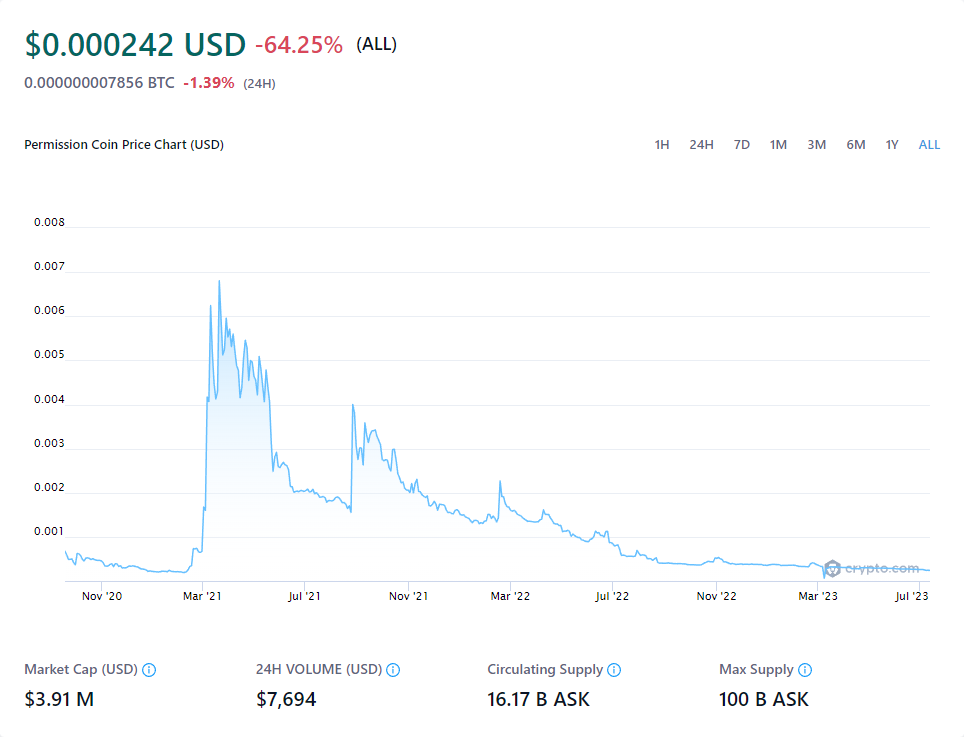 $0.000242 USD -64.25% (ALL)
0.000000007856 BTC -1.39% (24H)
Permission Coin Price Chart (USD) 1H 24H 7D 1M 3M 6M 1Y ALL
0.008
0.007
0.006
0.005
0.004
0.003
0.002
0.001
crypto.com
Nov '20 Mar '21 Jul '21 Nov '21 Mar '22 Jul '22 Nov '22 Mar '23 Jul '23
Market Cap (USD) 24H VOLUME (USD) Circulating Supply Max Supply
$3.91 M $7,694 16.17 B ASK 100 B ASK